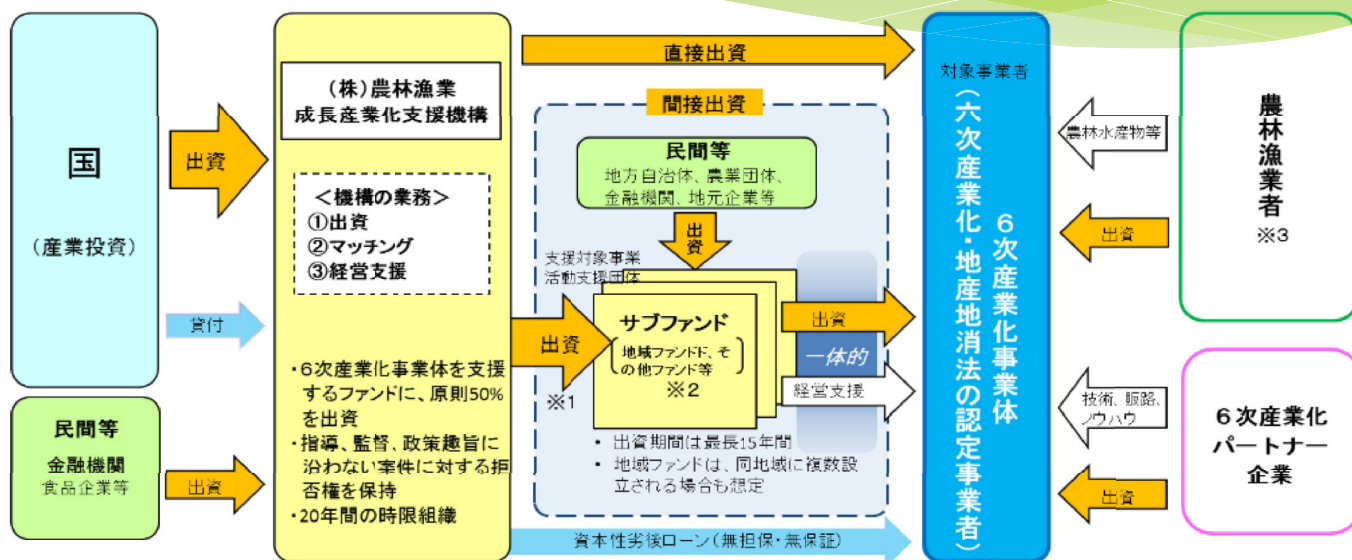 国
(産業投資)
民間等
金融機関
食品企業等
出資
貸付
出資
(株)農林漁業
成長産業化支援機構
＜機構の業務＞
①出資
②マッチング
③経営支援
・6次産業化事業体を支援
するファンドに、原則50%
を出資
・指導、監督、政策趣旨に
沿わない案件に対する拒
否権を保持
・20年間の時限組織
直接出資
間接出資
民間等
地方自治体、農業団体、
金融機関、地元企業等
出資
支援対象事業
活動支援団体
出資
※1
サブファンド
地域ファンドド、そ
の他ファンド等
※2
出資
一体的
経営支援
• 出資期間は最長15年間
• 地域ファンドは、同地域に複数設
立される場合も想定
資本性劣後ローン(無担保・無保証)
対象事業者
6次産業化事業体
(六次産業化・地産地消法の認定事業者)
農林水産物等
出資
技術、販路、
ノウハウ
出資
農林漁業者
※3
6次産業化
パートナー
企業